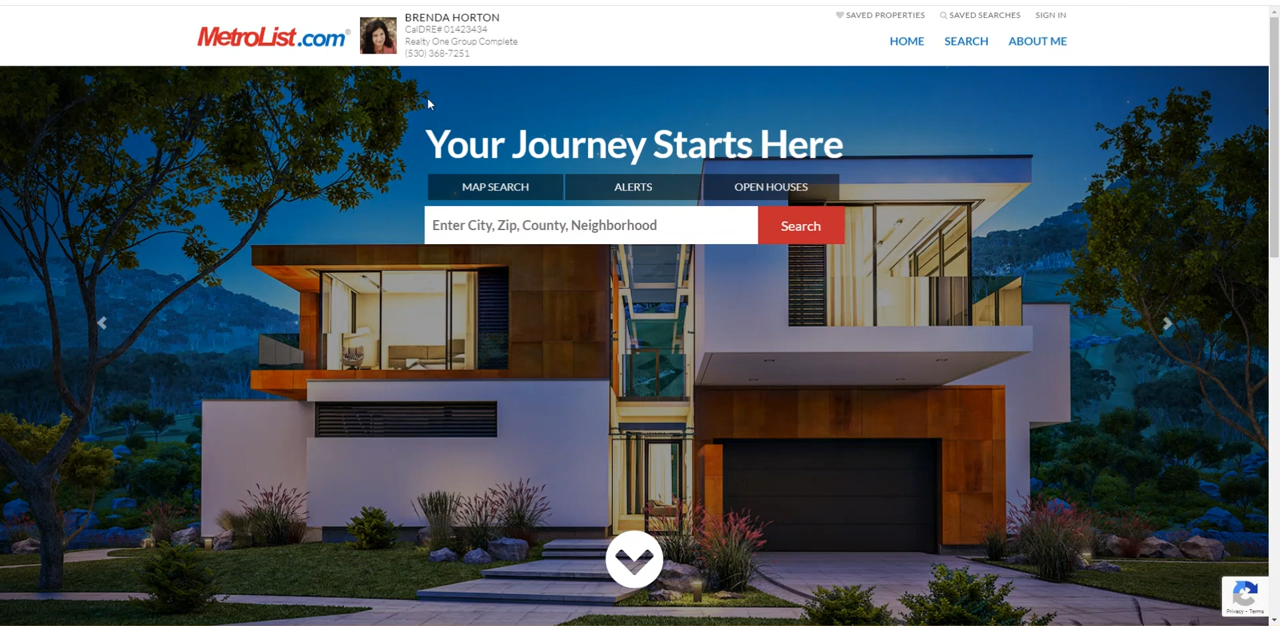 MetroList.com®
BRENDA HORTON
CalDRE# 01423434
Realty One Group Complete
(530) 368-7251
SAVED PROPERTIES
SAVED SEARCHES
SIGN IN
HOME
SEARCH
ABOUT ME
Your Journey Starts Here
MAP SEARCH
ALERTS
OPEN HOUSES
Enter City, Zip, County, Neighborhood
Search
Privacy - Terms